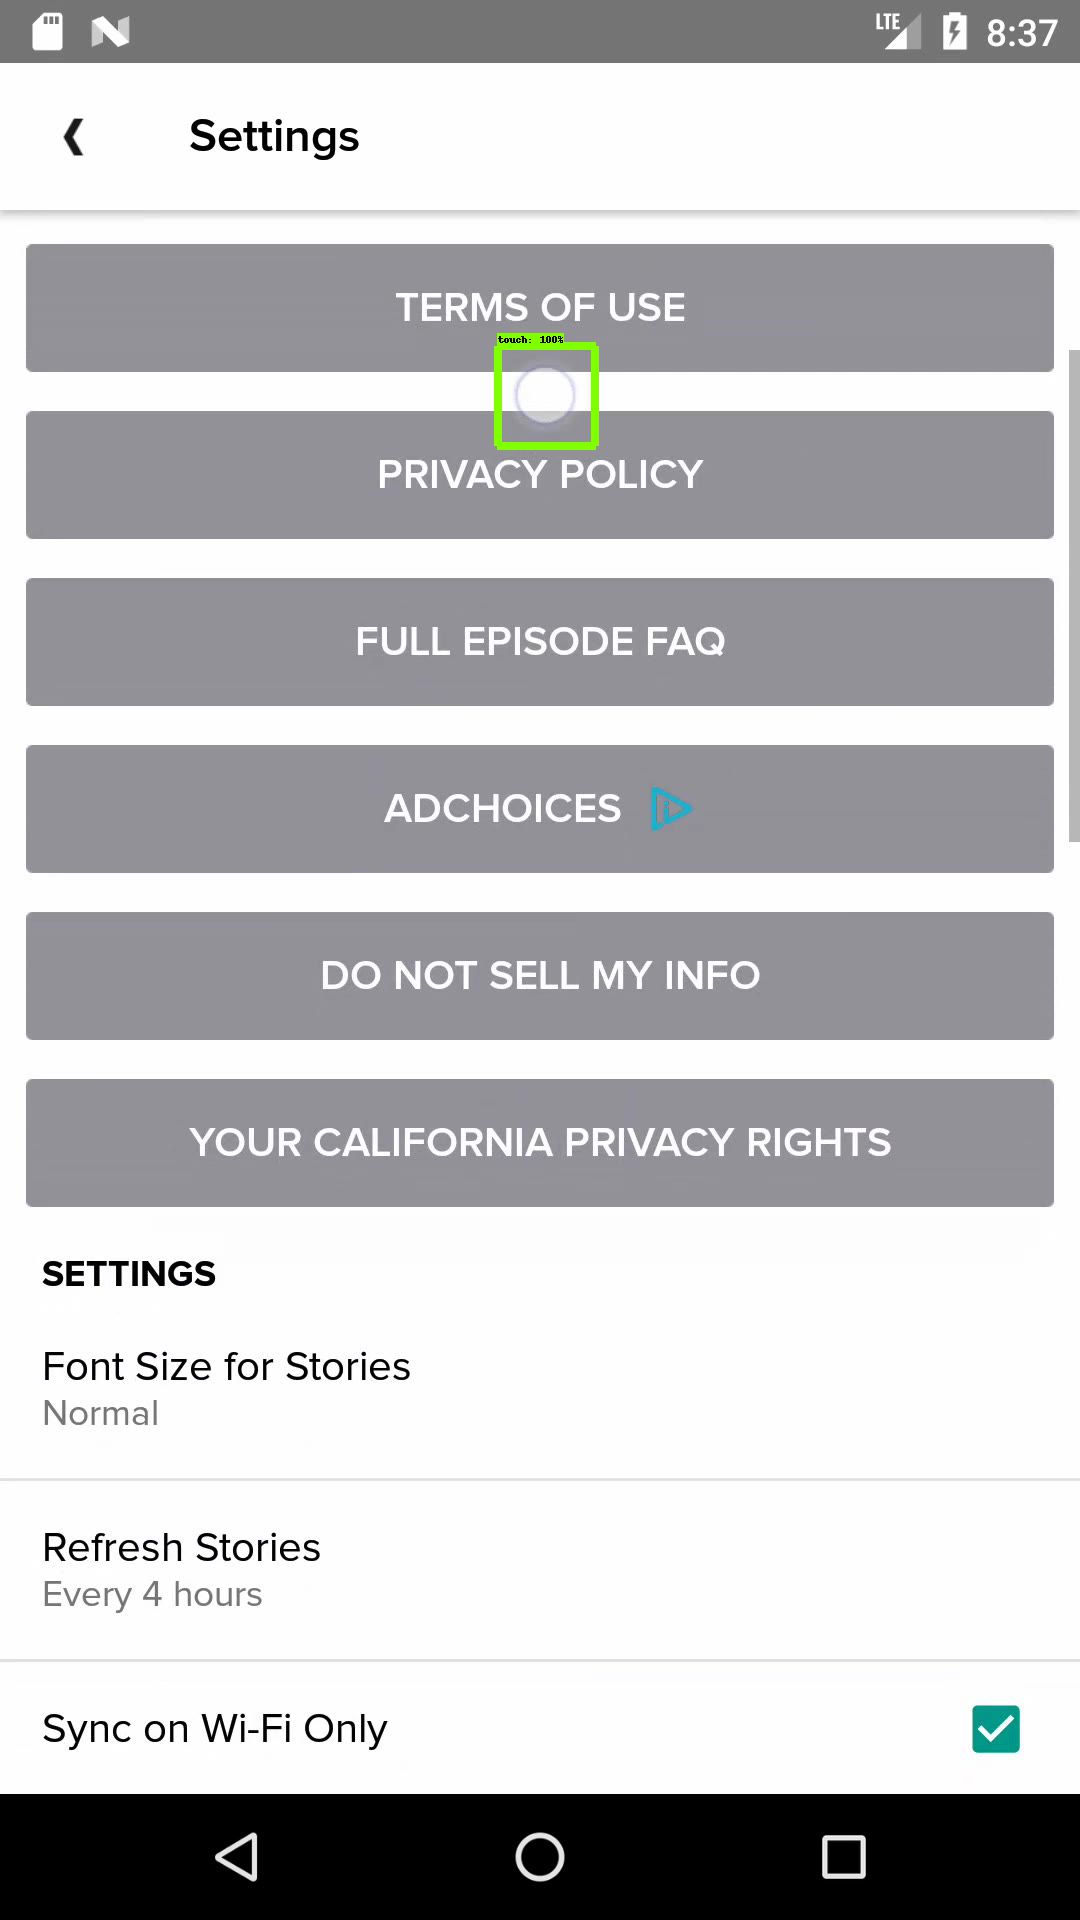 LTE 8:37
Settings
TERMS OF USE
touch: 100%
PRIVACY POLICY
FULL EPISODE FAQ
ADCHOICES
DO NOT SELL MY INFO
YOUR CALIFORNIA PRIVACY RIGHTS
SETTINGS
Font Size for Stories
Normal
Refresh Stories
Every 4 hours
Sync on Wi-Fi Only